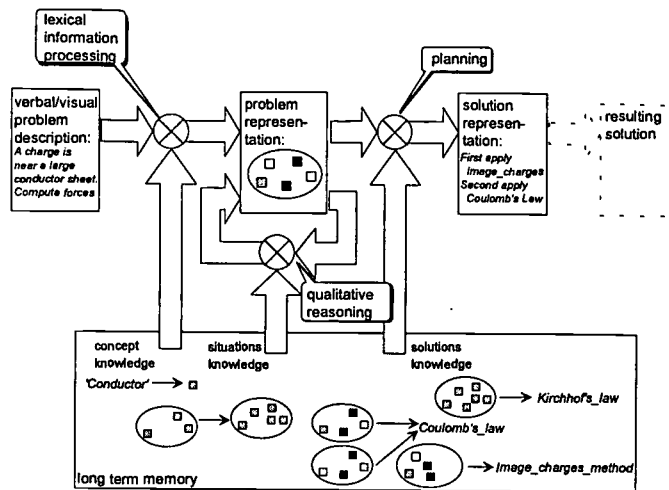 lexical
information
processing
planning
verbal/visual
problem
description:
A charge is
near a large
conductor sheet.
Compute forces
problem
represen-
tation:
solution
represen-
tation:
First apply
Image_charges
Second apply
Coulomb's Law
resulting
solution
qualitative
reasoning
concept
knowledge
situations
knowledge
solutions
knowledge
'Conductor'
Kirchhof's_law
Coulomb's_law
Image_charges_method
long term memory